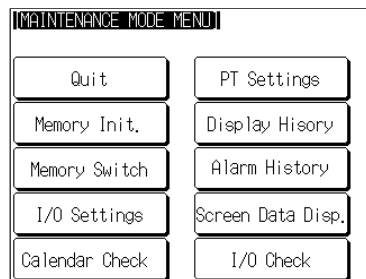 [MAINTENANCE MODE MENU]
Quit
PT Settings
Memory Init.
Display Hisory
Memory Switch
Alarm History
I/O Settings
Screen Data Disp.
Calendar Check
I/O Check